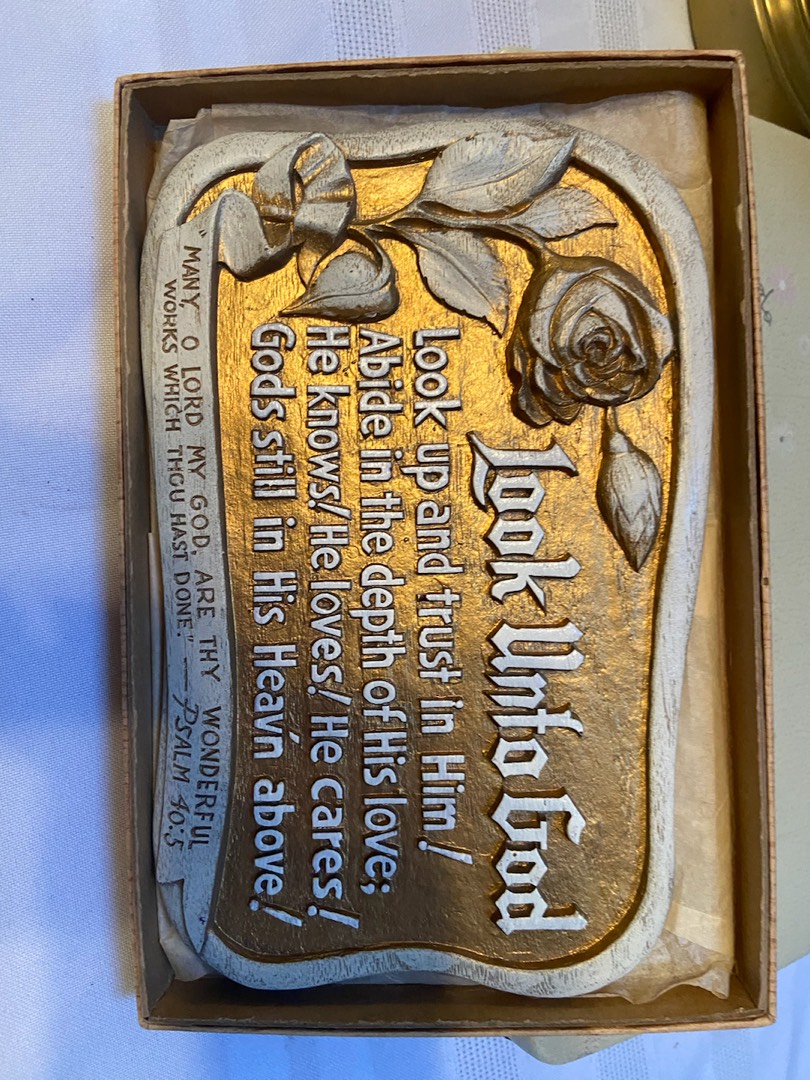 Look Unto God
Look up and trust in Him!
Abide in the depth of His love;
He knows! He loves! He cares!
Gods still in His Heav'n above!
"MANY, O LORD MY GOD, ARE THY WONDERFUL
WORKS WHICH THOU HAST DONE." — PSALM 40:5